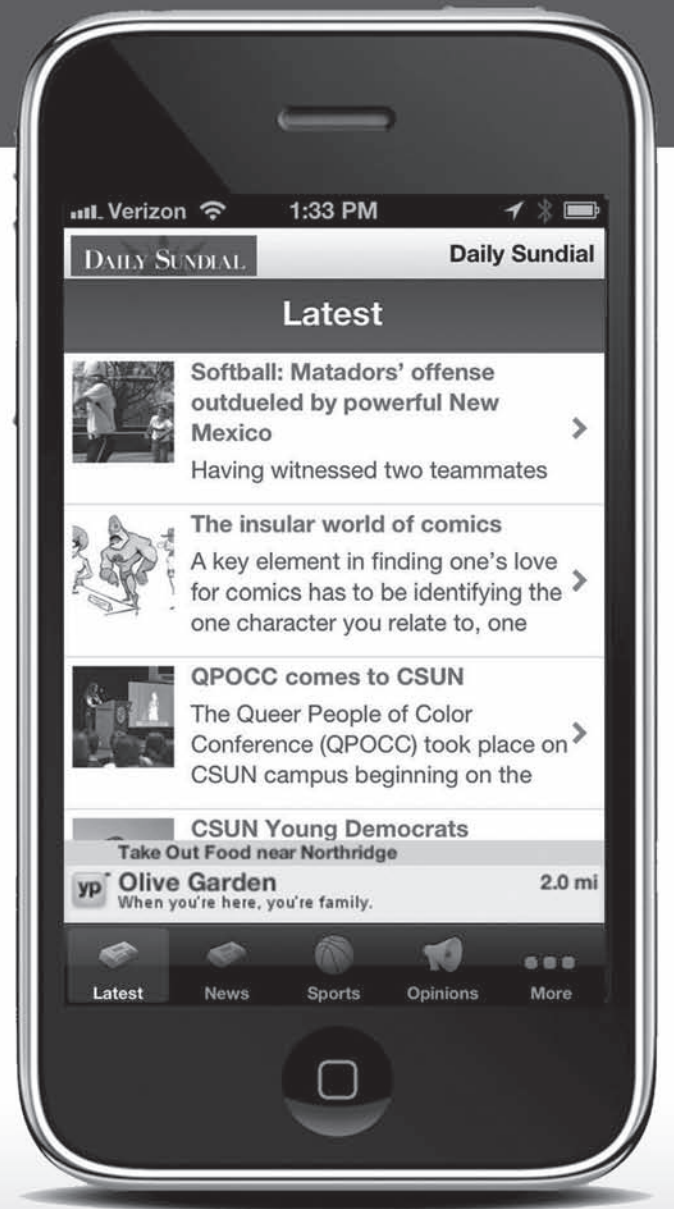 Verizon 1:33 PM
DAILY SUNDIAL Daily Sundial
Latest
Softball: Matadors' offense
outdueled by powerful New
Mexico
Having witnessed two teammates
The insular world of comics
A key element in finding one's love
for comics has to be identifying the
one character you relate to, one
QPOCC comes to CSUN
The Queer People of Color
Conference (QPOCC) took place on
CSUN campus beginning on the
CSUN Young Democrats
Take Out Food near Northridge
yp Olive Garden 2.0 mi
When you're here, you're family.
Latest News Sports Opinions More